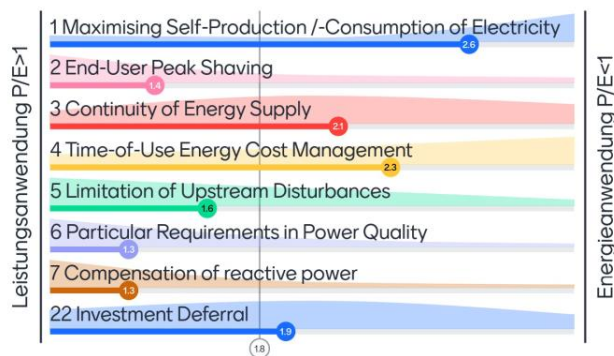 Leistungsanwendung P/E>1
1 Maximising Self-Production /-Consumption of Electricity
2.6
2 End-User Peak Shaving
1.4
3 Continuity of Energy Supply
2.1
4 Time-of-Use Energy Cost Management
2.3
5 Limitation of Upstream Disturbances
1.6
6 Particular Requirements in Power Quality
1.3
7 Compensation of reactive power
1.3
22 Investment Deferral
1.9
1.8
Energieanwendung P/E<1